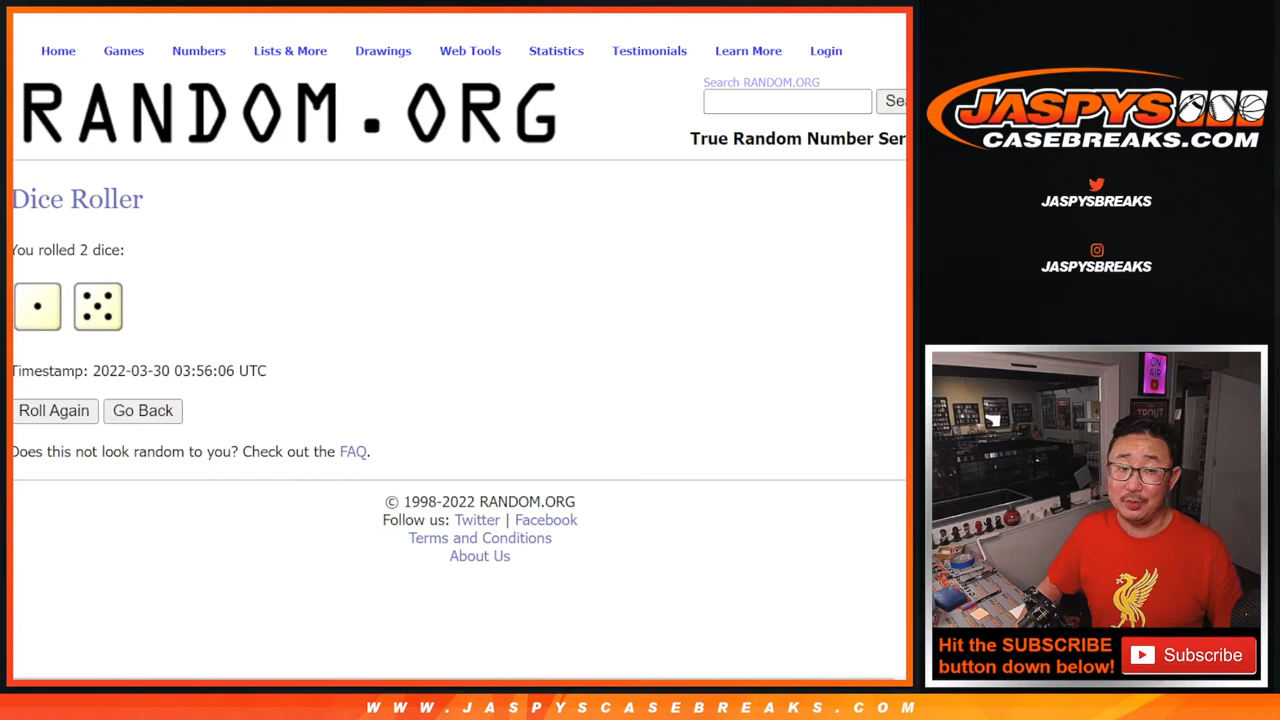 Home Games Numbers Lists & More Drawings Web Tools Statistics Testimonials Learn More Login
RANDOM.ORG
Search RANDOM.ORG
Sea
True Random Number Ser
Dice Roller
You rolled 2 dice:
Timestamp: 2022-03-30 03:56:06 UTC
Roll Again Go Back
Does this not look random to you? Check out the FAQ.
© 1998-2022 RANDOM.ORG
Follow us: Twitter | Facebook
Terms and Conditions
About Us
JASPYS
CASEBREAKS.COM
JASPYSBREAKS
JASPYSBREAKS
ON
AIR
TROUT
Hit the SUBSCRIBE
button down below!
Subscribe
WWW.JASPYSCASEBREAKS.COM